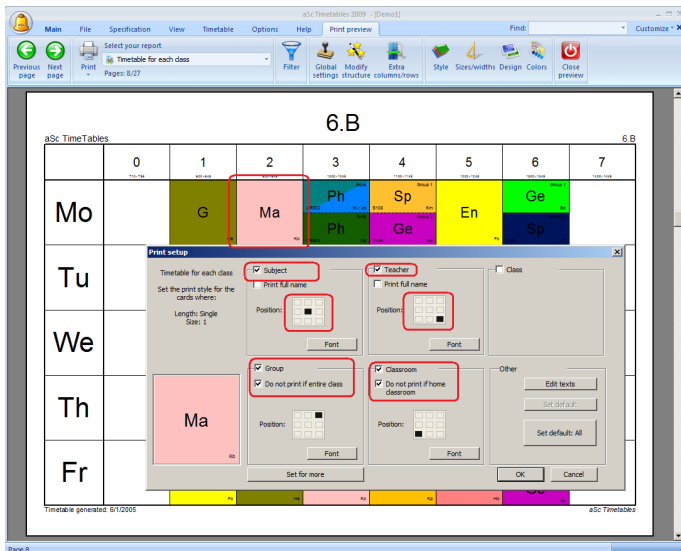 aSc Timetables 2009 - [Demo1]
Main File Specification View Timetable Options Help Print preview Find: Customize
Previous page
Next page
Print
Select your report
Timetable for each class
Pages: 8/27
Filter
Global settings
Modify structure
Extra columns/rows
Style
Sizes/widths
Design
Colors
Close preview
6.B
aSc TimeTables 6.B
0 1 2 3 4 5 6 7
Mo G Ma Ph Sp En Ge
Ph Ge Sp
Print setup
Timetable for each class
Set the print style for the cards where:
Length: Single
Size: 1
Subject
Print full name
Position:
Font
Teacher
Print full name
Position:
Font
Class
Tu
We
Th
Fr
Ma
Ko
Group
Do not print if entire class
Position:
Font
Classroom
Do not print if home classroom
Position:
Font
Other
Edit texts
Set default
Set default: All
Set for more
OK Cancel
Timetable generated: 6/1/2005 aSc Timetables
Page 8